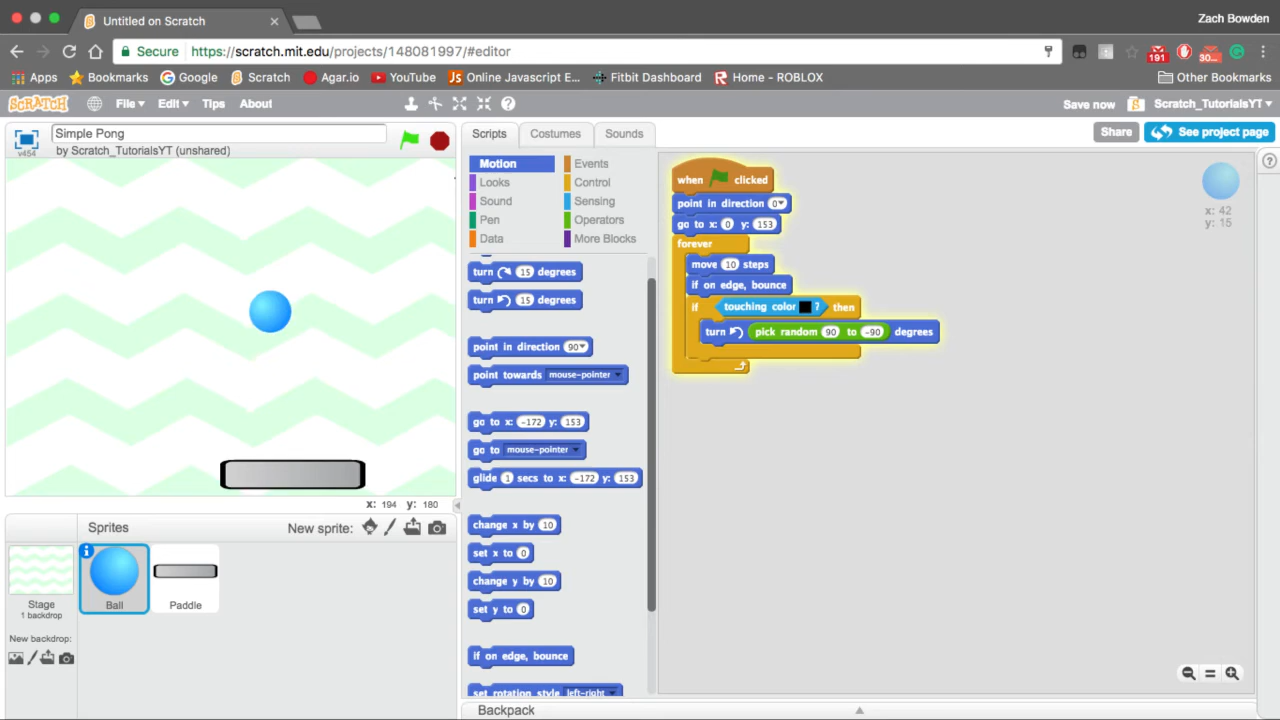 Untitled on Scratch
Zach Bowden
Secure https://scratch.mit.edu/projects/148081997/#editor
191
30...
Apps Bookmarks Google Scratch Agar.io YouTube JS Online Javascript E... Fitbit Dashboard Home - ROBLOX Other Bookmarks
SCRATCH File Edit Tips About Save now Scratch_TutorialsYT
v454
Simple Pong
by Scratch_TutorialsYT (unshared)
Scripts Costumes Sounds
Share See project page
Motion
Looks
Sound
Pen
Data
Events
Control
Sensing
Operators
More Blocks
turn 15 degrees
turn 15 degrees
point in direction 90
point towards mouse-pointer
go to x: -172 y: 153
go to mouse-pointer
glide 1 secs to x: -172 y: 153
change x by 10
set x to 0
change y by 10
set y to 0
if on edge, bounce
set rotation style left-right
when clicked
point in direction 0
go to x: 0 y: 153
forever
move 10 steps
if on edge, bounce
if touching color ? then
turn pick random 90 to -90 degrees
x: 42
y: 15
?
x: 194 y: 180
Sprites New sprite:
Stage
1 backdrop
New backdrop:
i
Ball
Paddle
Backpack